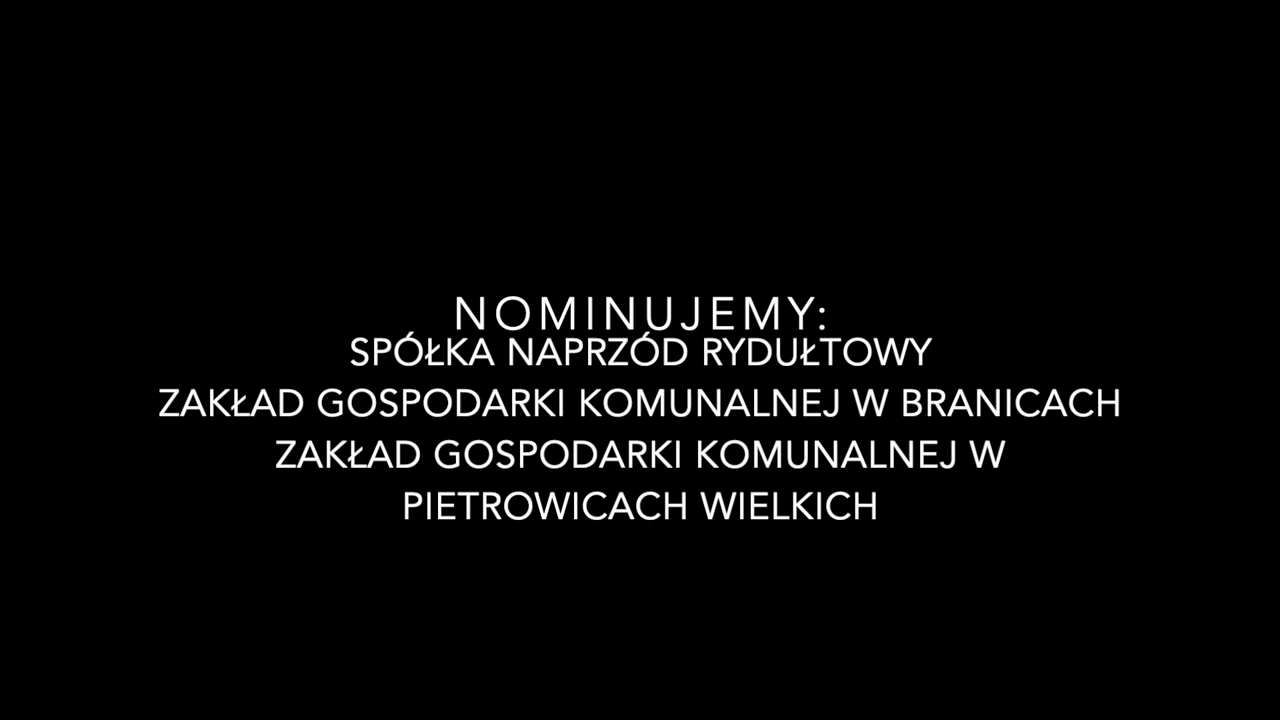 NOMINUJEMY:
SPÓŁKA NAPRZÓD RYDUŁTOWY
ZAKŁAD GOSPODARKI KOMUNALNEJ W BRANICACH
ZAKŁAD GOSPODARKI KOMUNALNEJ W
PIETROWICACH WIELKICH